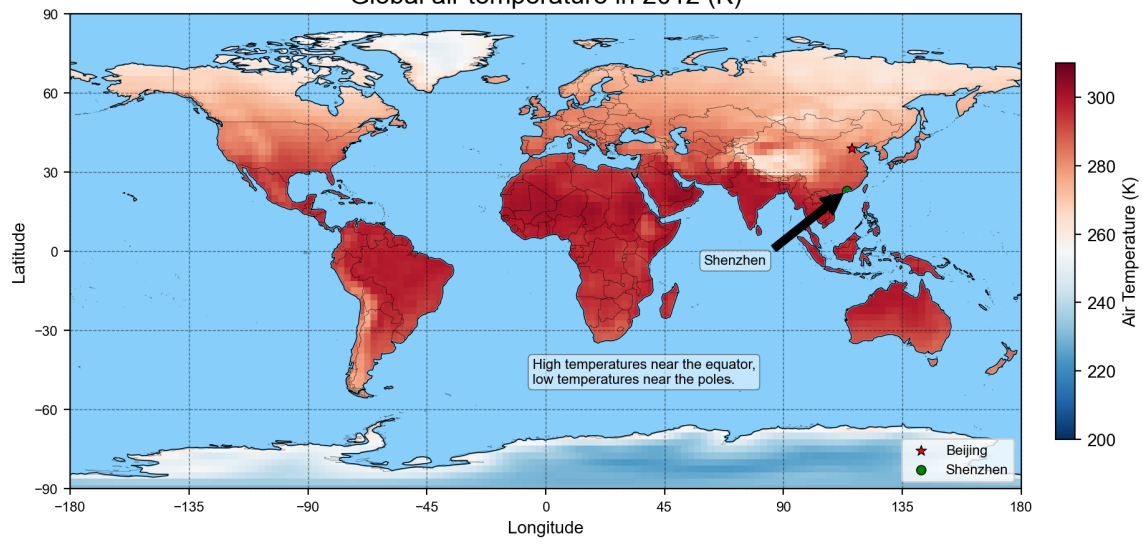 Global air temperature in 2012 (K)
90
60
30
0
−30
−60
−90
Latitude
−180
−135
−90
−45
0
45
90
135
180
Longitude
Shenzhen
High temperatures near the equator,
low temperatures near the poles.
Beijing
Shenzhen
300
280
260
240
220
200
Air Temperature (K)